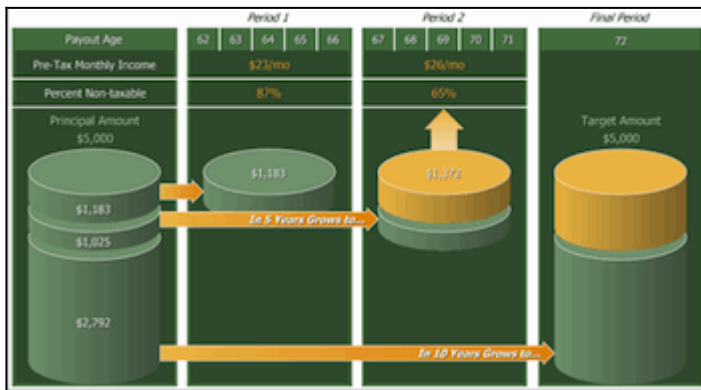 Period 1
Period 2
Final Period
Payout Age
62 63 64 65 66
67 68 69 70 71
72
Pre-Tax Monthly Income
$23/mo
$26/mo
Percent Non-taxable
87%
65%
Principal Amount
$5,000
Target Amount
$5,000
$1,183
$1,372
$1,183
In 5 Years Grows to...
$1,025
$2,792
In 10 Years Grows to...